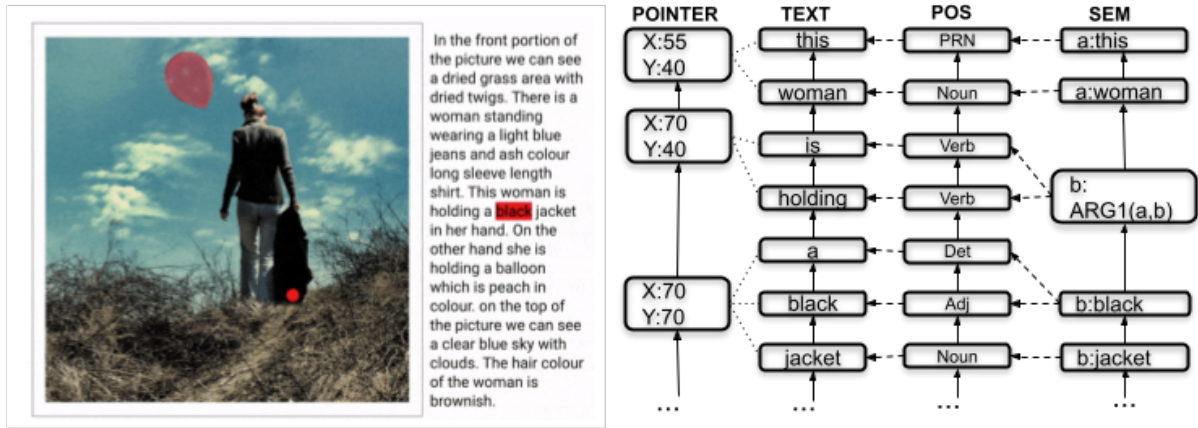 In the front portion of
the picture we can see
a dried grass area with
dried twigs. There is a
woman standing
wearing a light blue
jeans and ash colour
long sleeve length
shirt. This woman is
holding a black jacket
in her hand. On the
other hand she is
holding a balloon
which is peach in
colour. on the top of
the picture we can see
a clear blue sky with
clouds. The hair colour
of the woman is
brownish.
POINTER TEXT POS SEM
X:55
Y:40
this PRN a:this
woman Noun a:woman
X:70
Y:40
is Verb
holding Verb
b:
ARG1(a,b)
a Det
X:70
Y:70
black Adj b:black
jacket Noun b:jacket
... ... ... ...